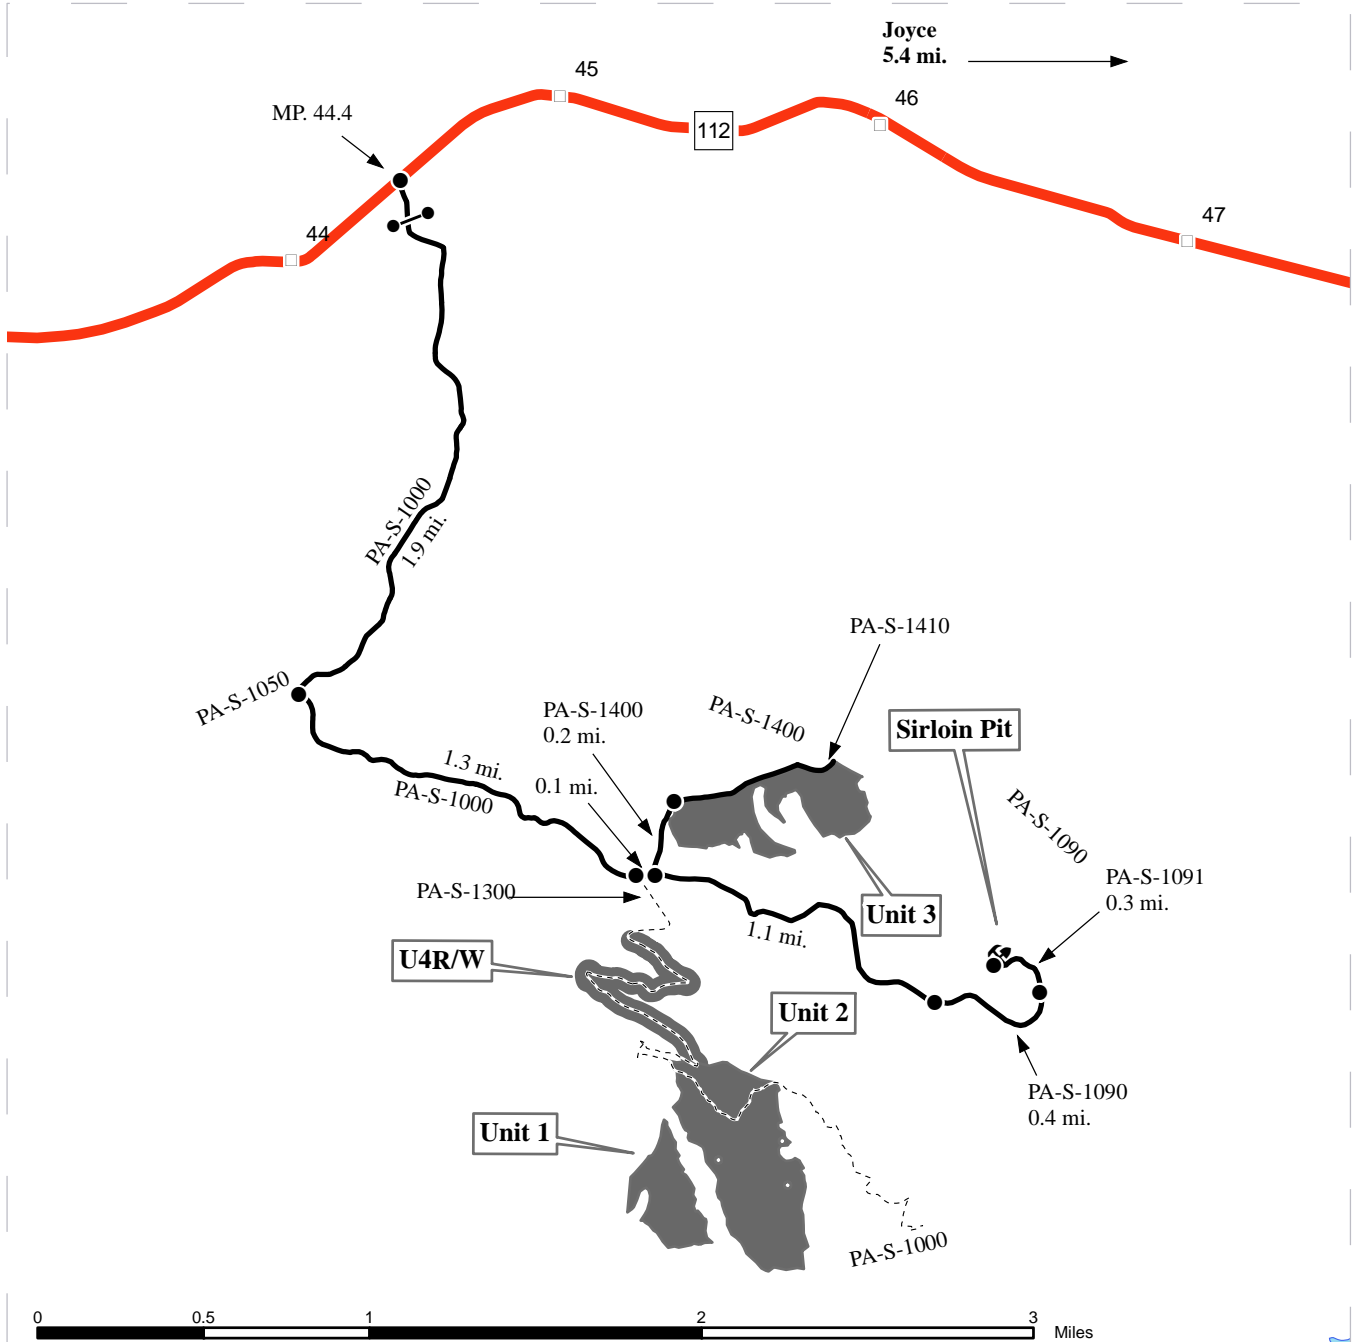 Joyce
5.4 mi.
45
46
MP. 44.4
112
47
44
PA-S-1000
1.9 mi.
PA-S-1410
PA-S-1050
PA-S-1400
0.2 mi.
PA-S-1400
Sirloin Pit
1.3 mi.
0.1 mi.
PA-S-1000
PA-S-1090
PA-S-1300
PA-S-1091
0.3 mi.
Unit 3
1.1 mi.
U4R/W
Unit 2
PA-S-1090
0.4 mi.
Unit 1
PA-S-1000
0
0.5
1
2
3
Miles